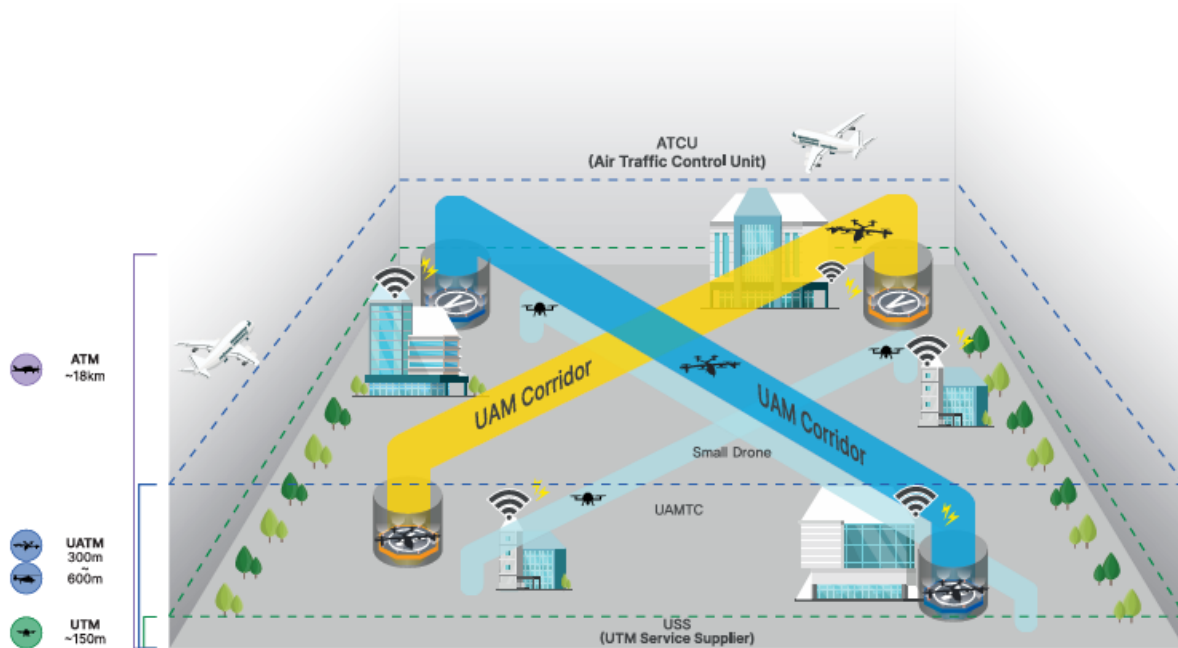 ATCU
(Air Traffic Control Unit)
ATM
~18km
UAM Corridor
UAM Corridor
Small Drone
UAMTC
UATM
300m
~
600m
UTM
~150m
USS
(UTM Service Supplier)